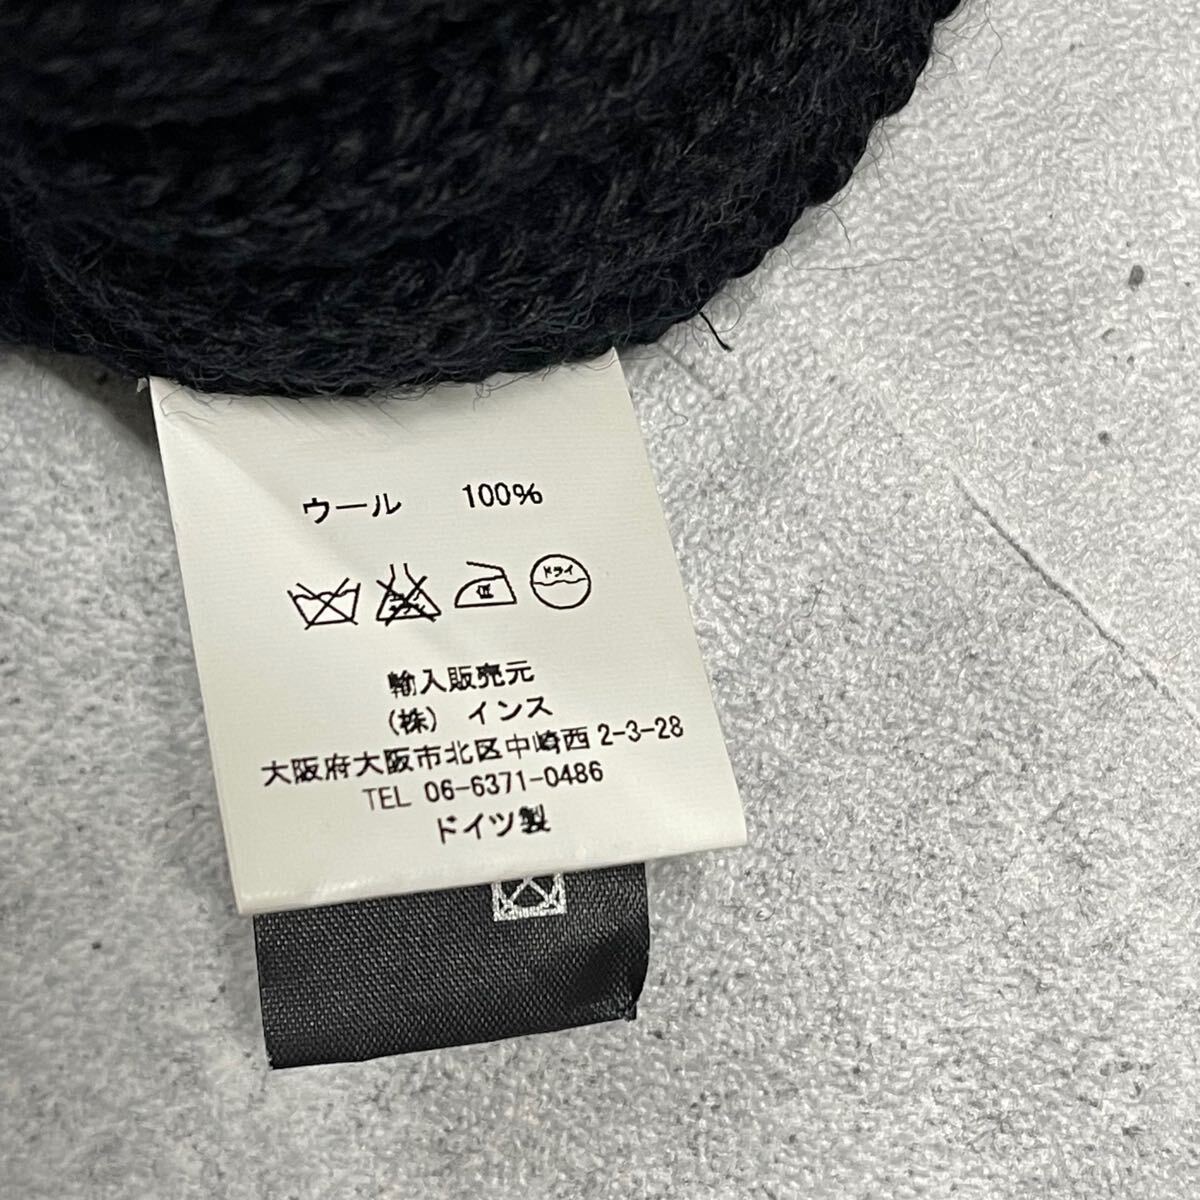 ウール 100%
低 ドライ
輸入販売元
(株) インス
大阪府大阪市北区中崎西 2-3-28
TEL 06-6371-0486
ドイツ製